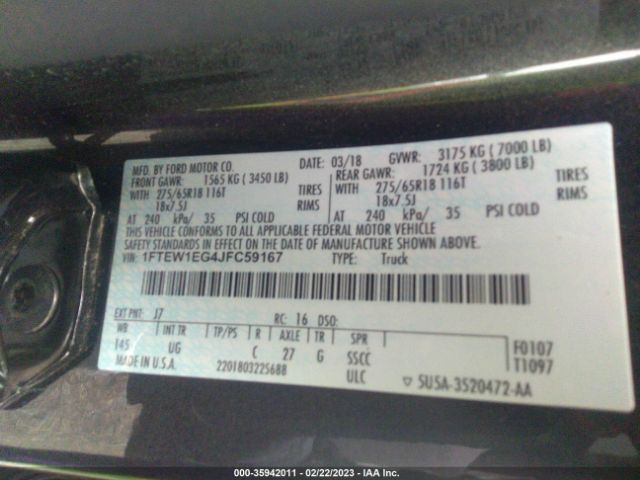 MFD. BY FORD MOTOR CO. DATE: 03/18 GVWR: 3175 KG ( 7000 LB)
FRONT GAWR: 1565 KG ( 3450 LB) REAR GAWR: 1724 KG ( 3800 LB)
WITH 275/65R18 116T TIRES WITH 275/65R18 116T TIRES
18x7.5J RIMS 18x7.5J RIMS
AT 240 kPa/ 35 PSI COLD AT 240 kPa/ 35 PSI COLD
THIS VEHICLE CONFORMS TO ALL APPLICABLE FEDERAL MOTOR VEHICLE
SAFETY STANDARDS IN EFFECT ON THE DATE OF MANUFACTURE SHOWN ABOVE.
VIN: 1FTEW1EG4JFC59167 TYPE: Truck
EXT PNT: J7 RC: 16 DSO:
WB INT TR TP/PS R AXLE TR SPR
145 UG C 27 G SSCC F0107
T1097
MADE IN U.S.A. 2201803225688 ULC 5U5A-3520472-AA
000-35942011 - 02/22/2023 - IAA Inc.